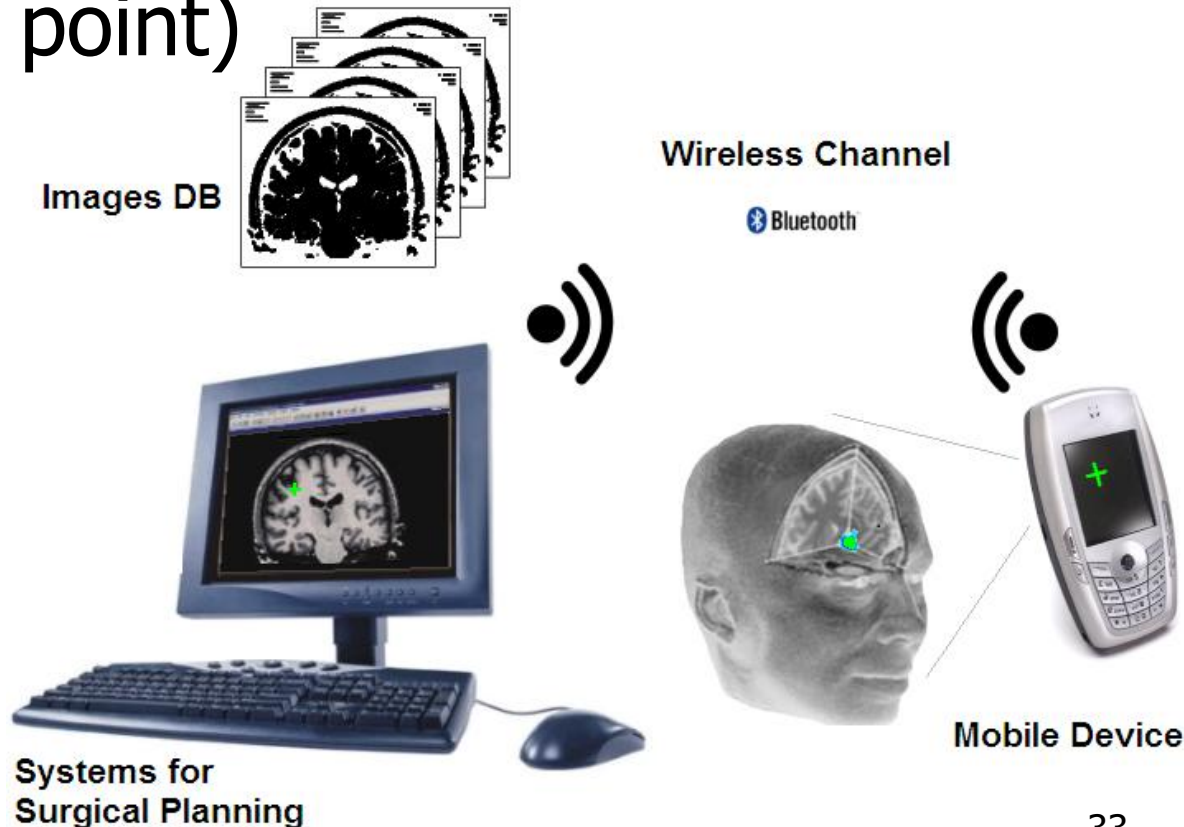 point)
Images DB
Wireless Channel
Bluetooth
Mobile Device
Systems for
Surgical Planning